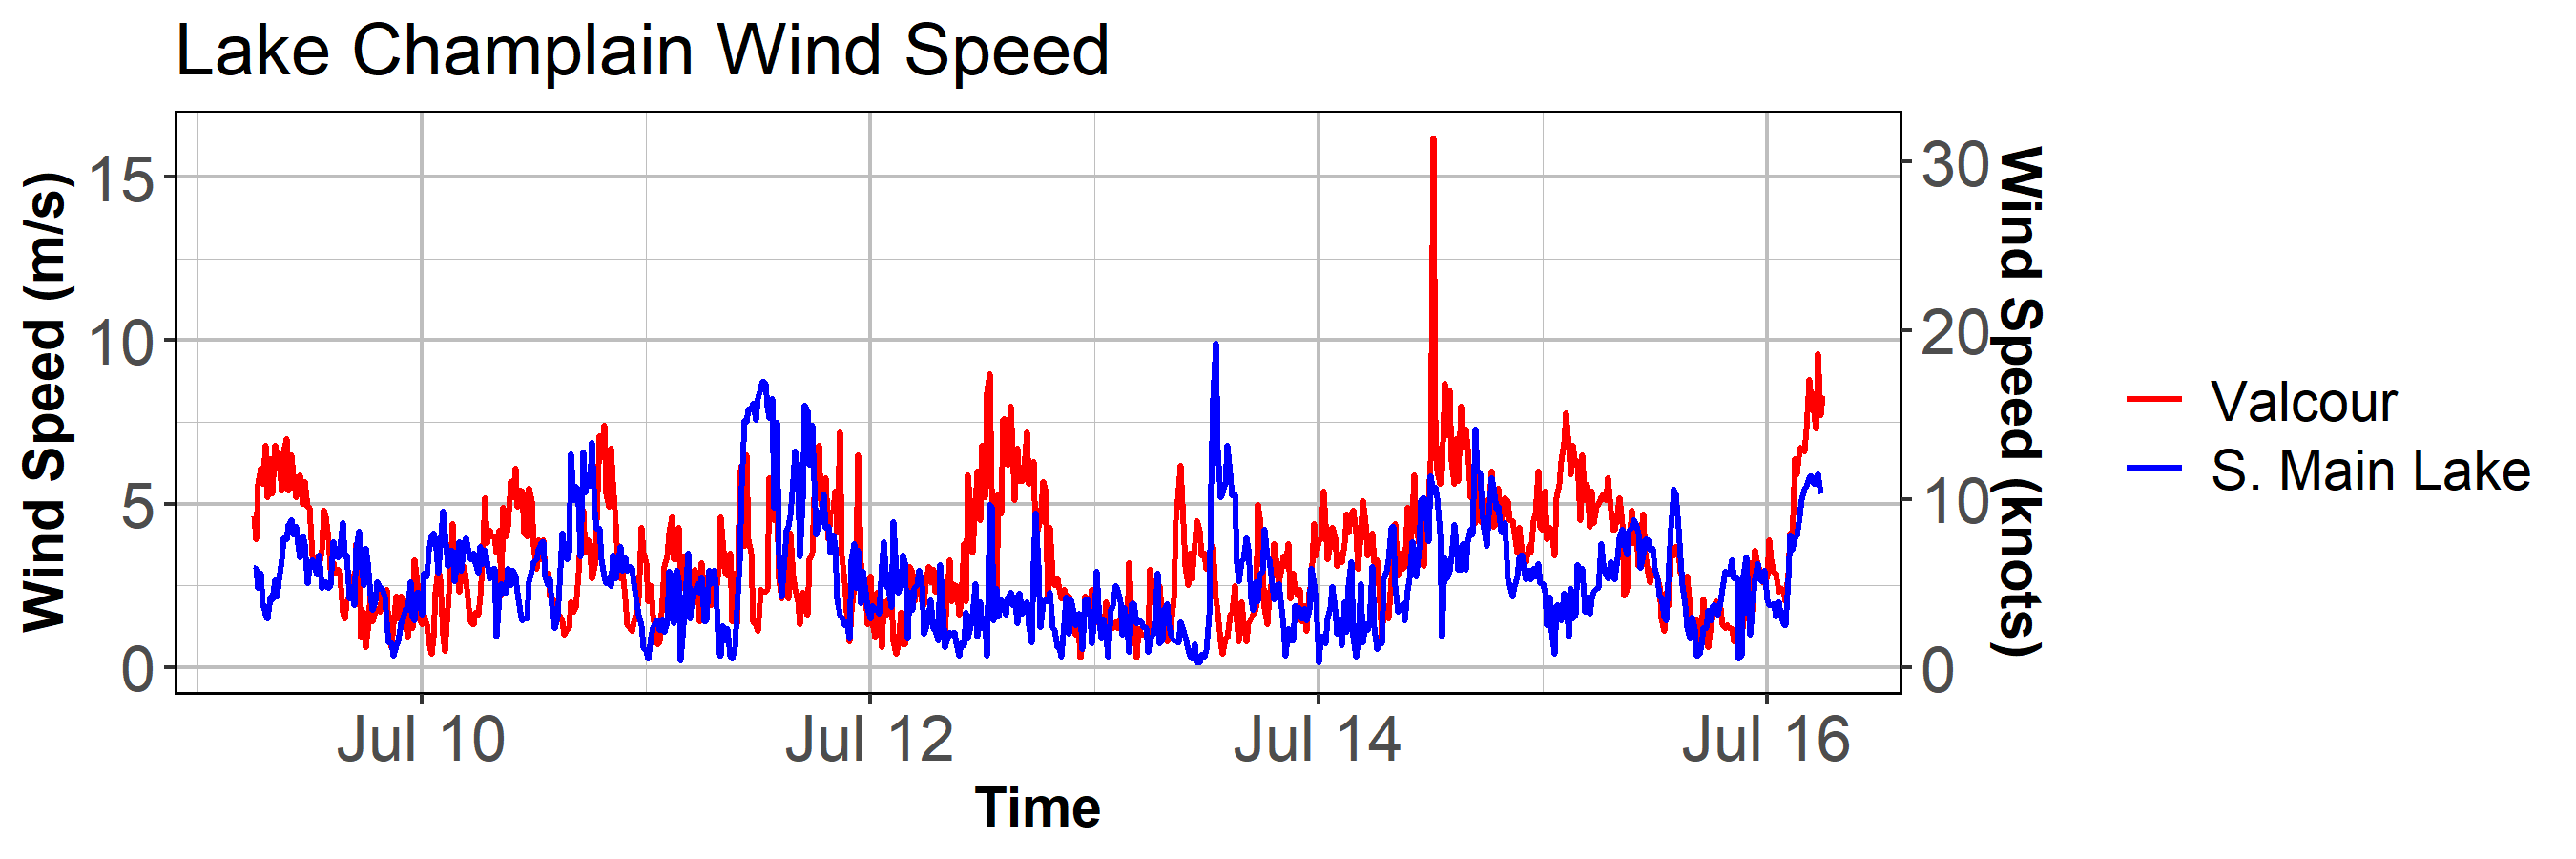 Lake Champlain Wind Speed
Wind Speed (m/s)
15
10
5
0
30
20
10
0
Wind Speed (knots)
Jul 10
Jul 12
Jul 14
Jul 16
Time
Valcour
S. Main Lake